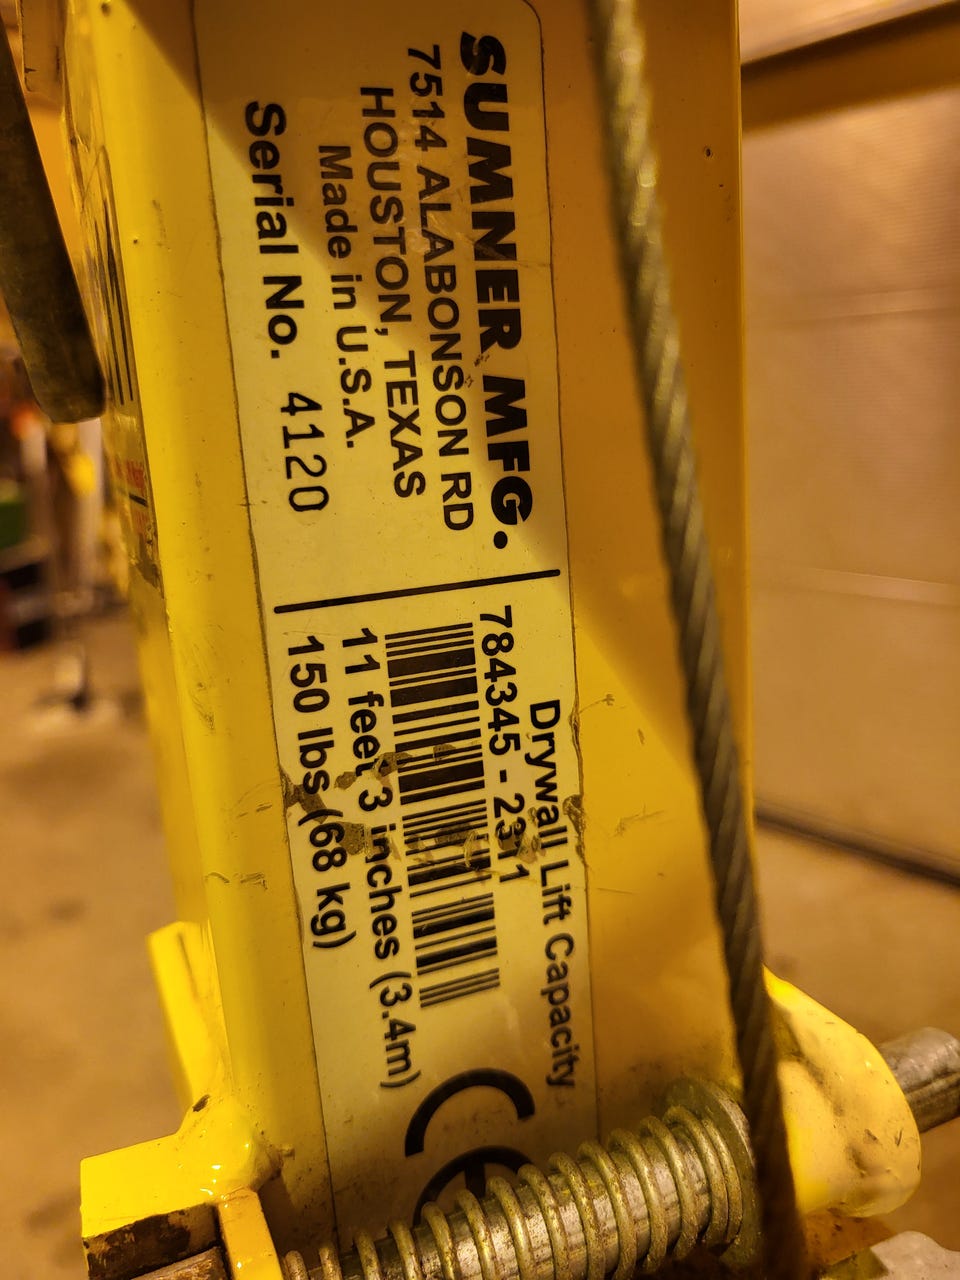 SUMNER MFG.
7514 ALABONSON RD
HOUSTON, TEXAS
Made in U.S.A.
Serial No. 4120
Drywall Lift Capacity
784345 - 2311
11 feet 3 inches (3.4m)
150 lbs (68 kg)
CE